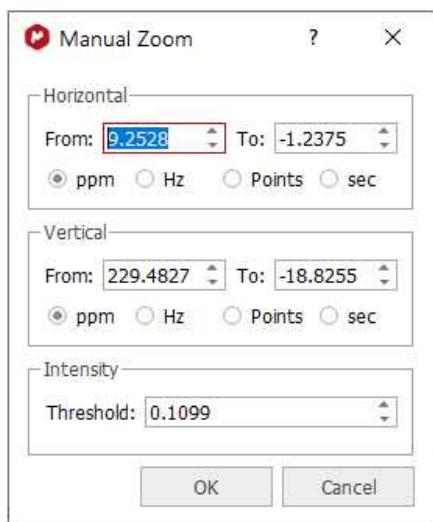 Manual Zoom ? ×
Horizontal
From: 9.2528 To: -1.2375
ppm Hz Points sec
Vertical
From: 229.4827 To: -18.8255
ppm Hz Points sec
Intensity
Threshold: 0.1099
OK Cancel